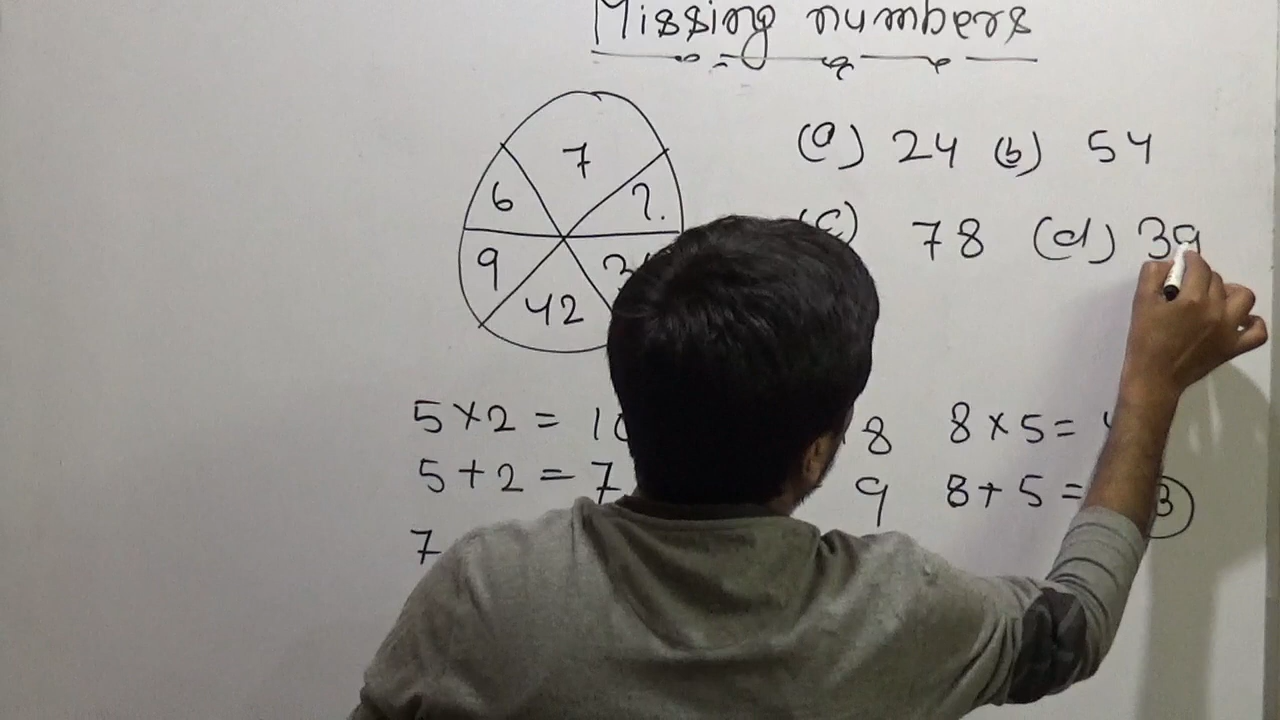 Missing numbers
(a) 24 (b) 54
(c) 78 (d) 39
7
6 ?
9 3
42
5×2 = 10 8 8×5=
5+2=7 9 8+5= 3
7